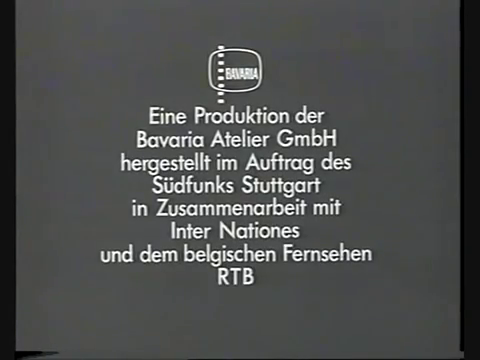 BAVARIA
Eine Produktion der
Bavaria Atelier GmbH
hergestellt im Auftrag des
Südfunks Stuttgart
in Zusammenarbeit mit
Inter Nationes
und dem belgischen Fernsehen
RTB